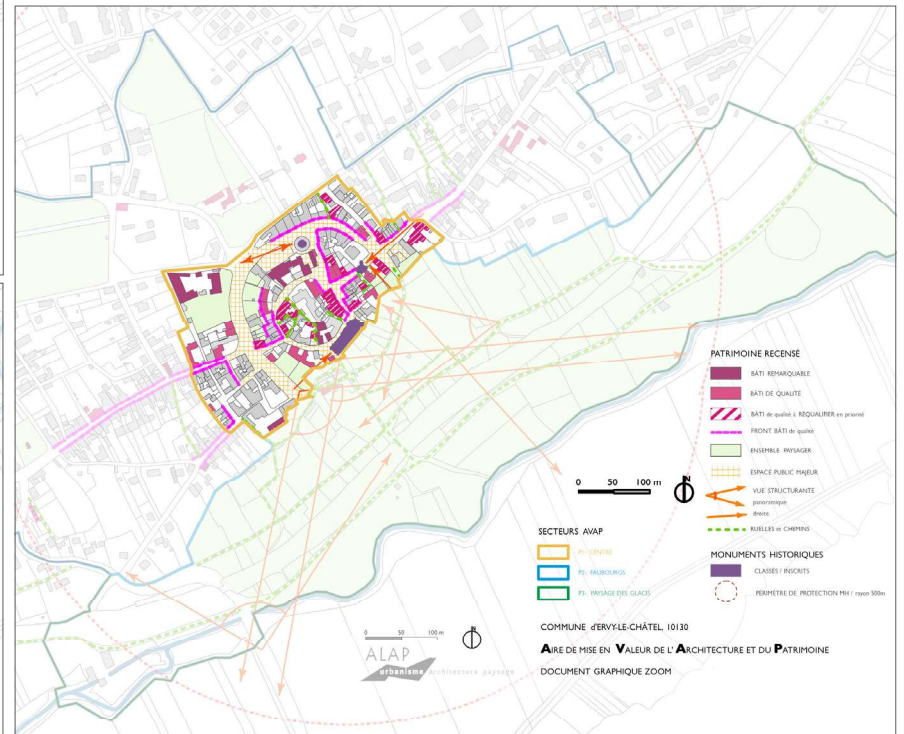 PATRIMOINE RECENSÉ
BÂTI REMARQUABLE
BÂTI DE QUALITÉ
BÂTI de qualité à REQUALIFIER en priorité
FRONT BÂTI de qualité
ENSEMBLE PAYSAGER
ESPACE PUBLIC MAJEUR
VUE STRUCTURANTE
panoramique
droite
RUELLES et CHEMINS
MONUMENTS HISTORIQUES
CLASSÉS / INSCRITS
PÉRIMÈTRE DE PROTECTION MH / rayon 500m
0 50 100 m
N
SECTEURS AVAP
P1- CENTRE
P2- FAUBOURGS
P3- PAYSAGE DES GLACIS
COMMUNE d'ERVY-LE-CHÂTEL, 10130
AIRE DE MISE EN VALEUR DE L' ARCHITECTURE ET DU PATRIMOINE
DOCUMENT GRAPHIQUE ZOOM
0 50 100 m
N
ALAP
urbanisme architecture paysage